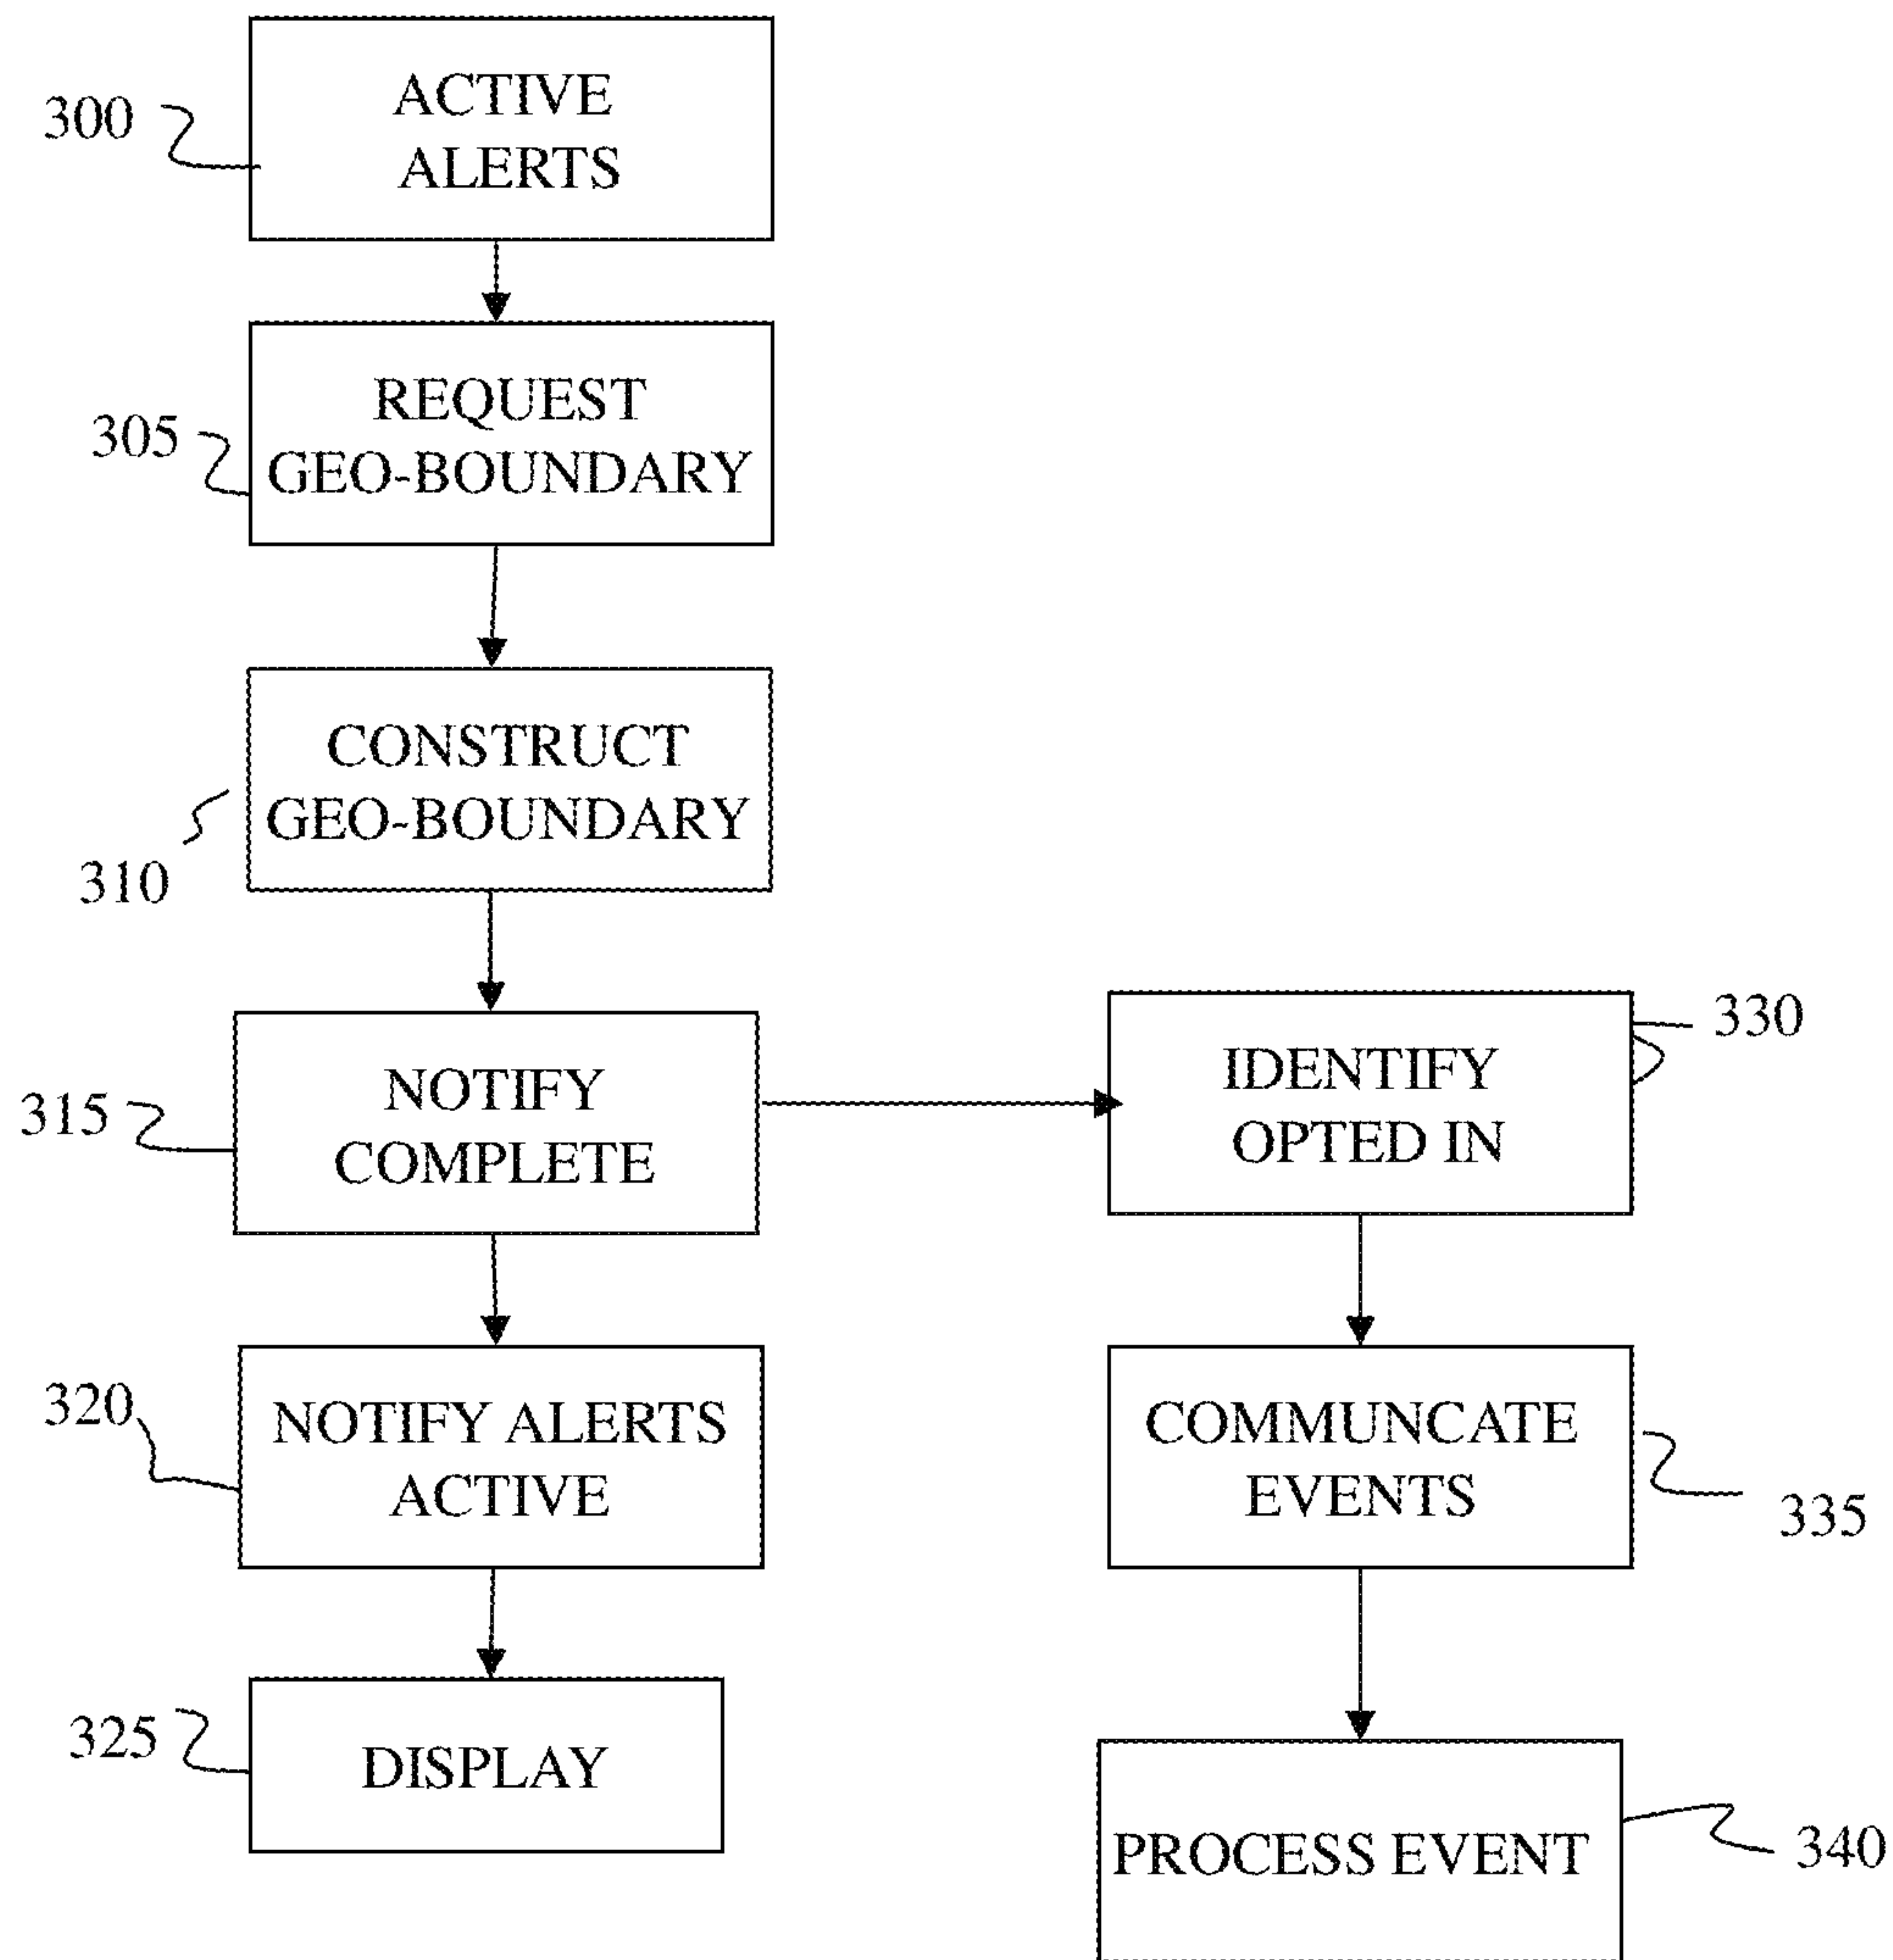 ACTIVE
ALERTS
300
REQUEST
GEO-BOUNDARY
305
CONSTRUCT
GEO-BOUNDARY
310
NOTIFY
COMPLETE
315
IDENTIFY
OPTED IN
330
NOTIFY ALERTS
ACTIVE
320
COMMUNCATE
EVENTS
335
DISPLAY
325
PROCESS EVENT
340